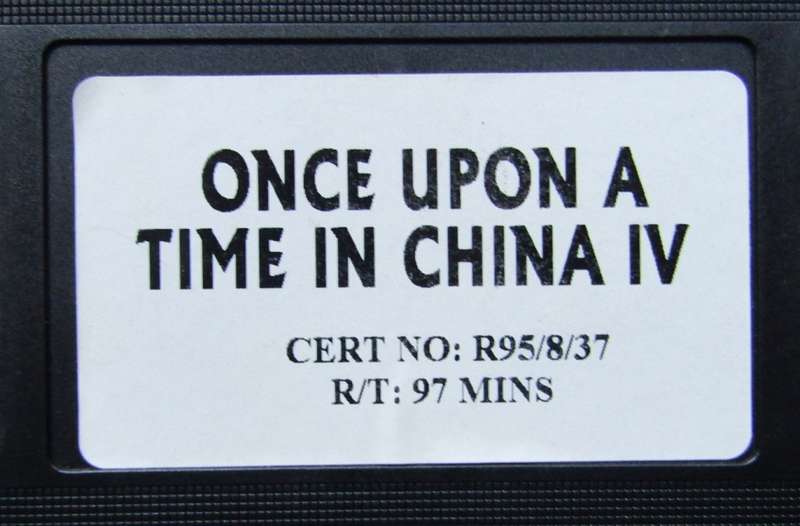 ONCE UPON A
TIME IN CHINA IV
CERT NO: R95/8/37
R/T: 97 MINS